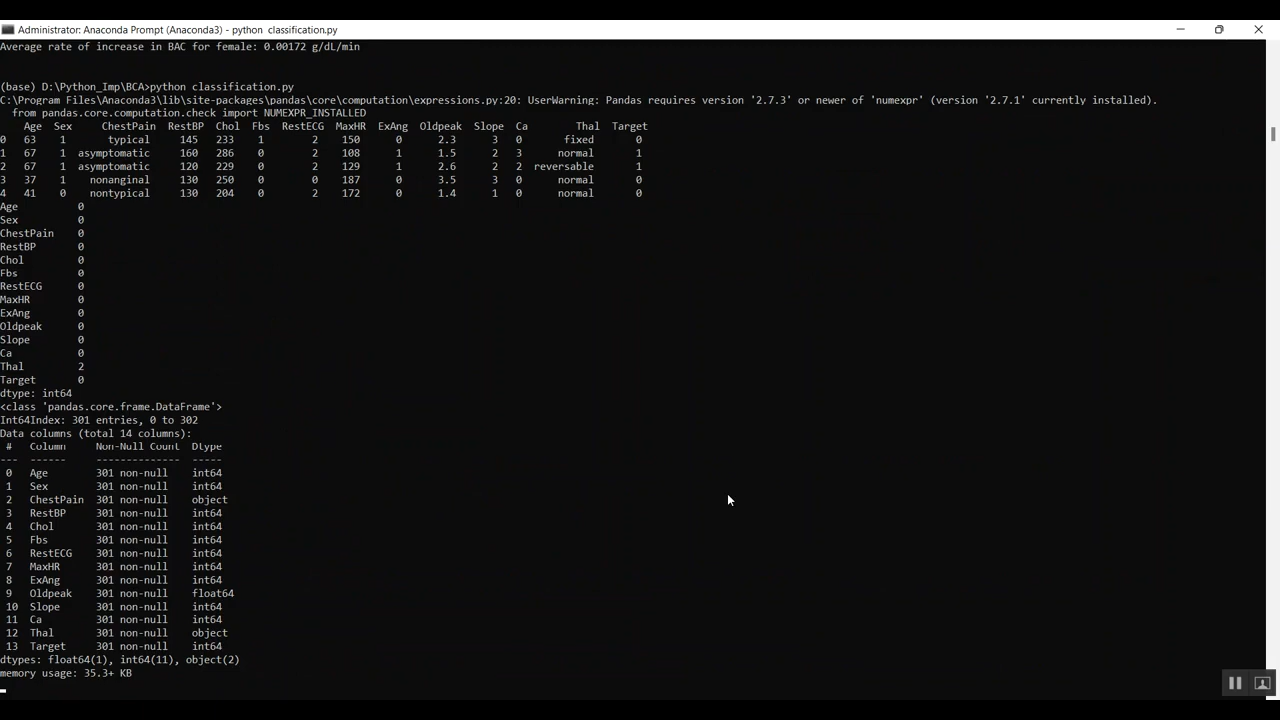 Administrator: Anaconda Prompt (Anaconda3) - python  classification.py
Average rate of increase in BAC for female: 0.00172 g/dL/min
(base) D:\Python_Imp\BCA>python classification.py
C:\Program Files\Anaconda3\lib\site-packages\pandas\core\computation\expressions.py:20: UserWarning: Pandas requires version '2.7.3' or newer of 'numexpr' (version '2.7.1' currently installed).
  from pandas.core.computation.check import NUMEXPR_INSTALLED
   Age  Sex     ChestPain  RestBP  Chol  Fbs  RestECG  MaxHR  ExAng  Oldpeak  Slope  Ca        Thal  Target
0   63    1       typical     145   233    1        2    150      0      2.3      3   0       fixed       0
1   67    1  asymptomatic     160   286    0        2    108      1      1.5      2   3      normal       1
2   67    1  asymptomatic     120   229    0        2    129      1      2.6      2   2  reversable       1
3   37    1    nonanginal     130   250    0        0    187      0      3.5      3   0      normal       0
4   41    0    nontypical     130   204    0        2    172      0      1.4      1   0      normal       0
Age          0
Sex          0
ChestPain    0
RestBP       0
Chol         0
Fbs          0
RestECG      0
MaxHR        0
ExAng        0
Oldpeak      0
Slope        0
Ca           0
Thal         2
Target       0
dtype: int64
<class 'pandas.core.frame.DataFrame'>
Int64Index: 301 entries, 0 to 302
Data columns (total 14 columns):
 #   Column     Non-Null Count  Dtype
---  ------     --------------  -----
 0   Age        301 non-null    int64
 1   Sex        301 non-null    int64
 2   ChestPain  301 non-null    object
 3   RestBP     301 non-null    int64
 4   Chol       301 non-null    int64
 5   Fbs        301 non-null    int64
 6   RestECG    301 non-null    int64
 7   MaxHR      301 non-null    int64
 8   ExAng      301 non-null    int64
 9   Oldpeak    301 non-null    float64
 10  Slope      301 non-null    int64
 11  Ca         301 non-null    int64
 12  Thal       301 non-null    object
 13  Target     301 non-null    int64
dtypes: float64(1), int64(11), object(2)
memory usage: 35.3+ KB